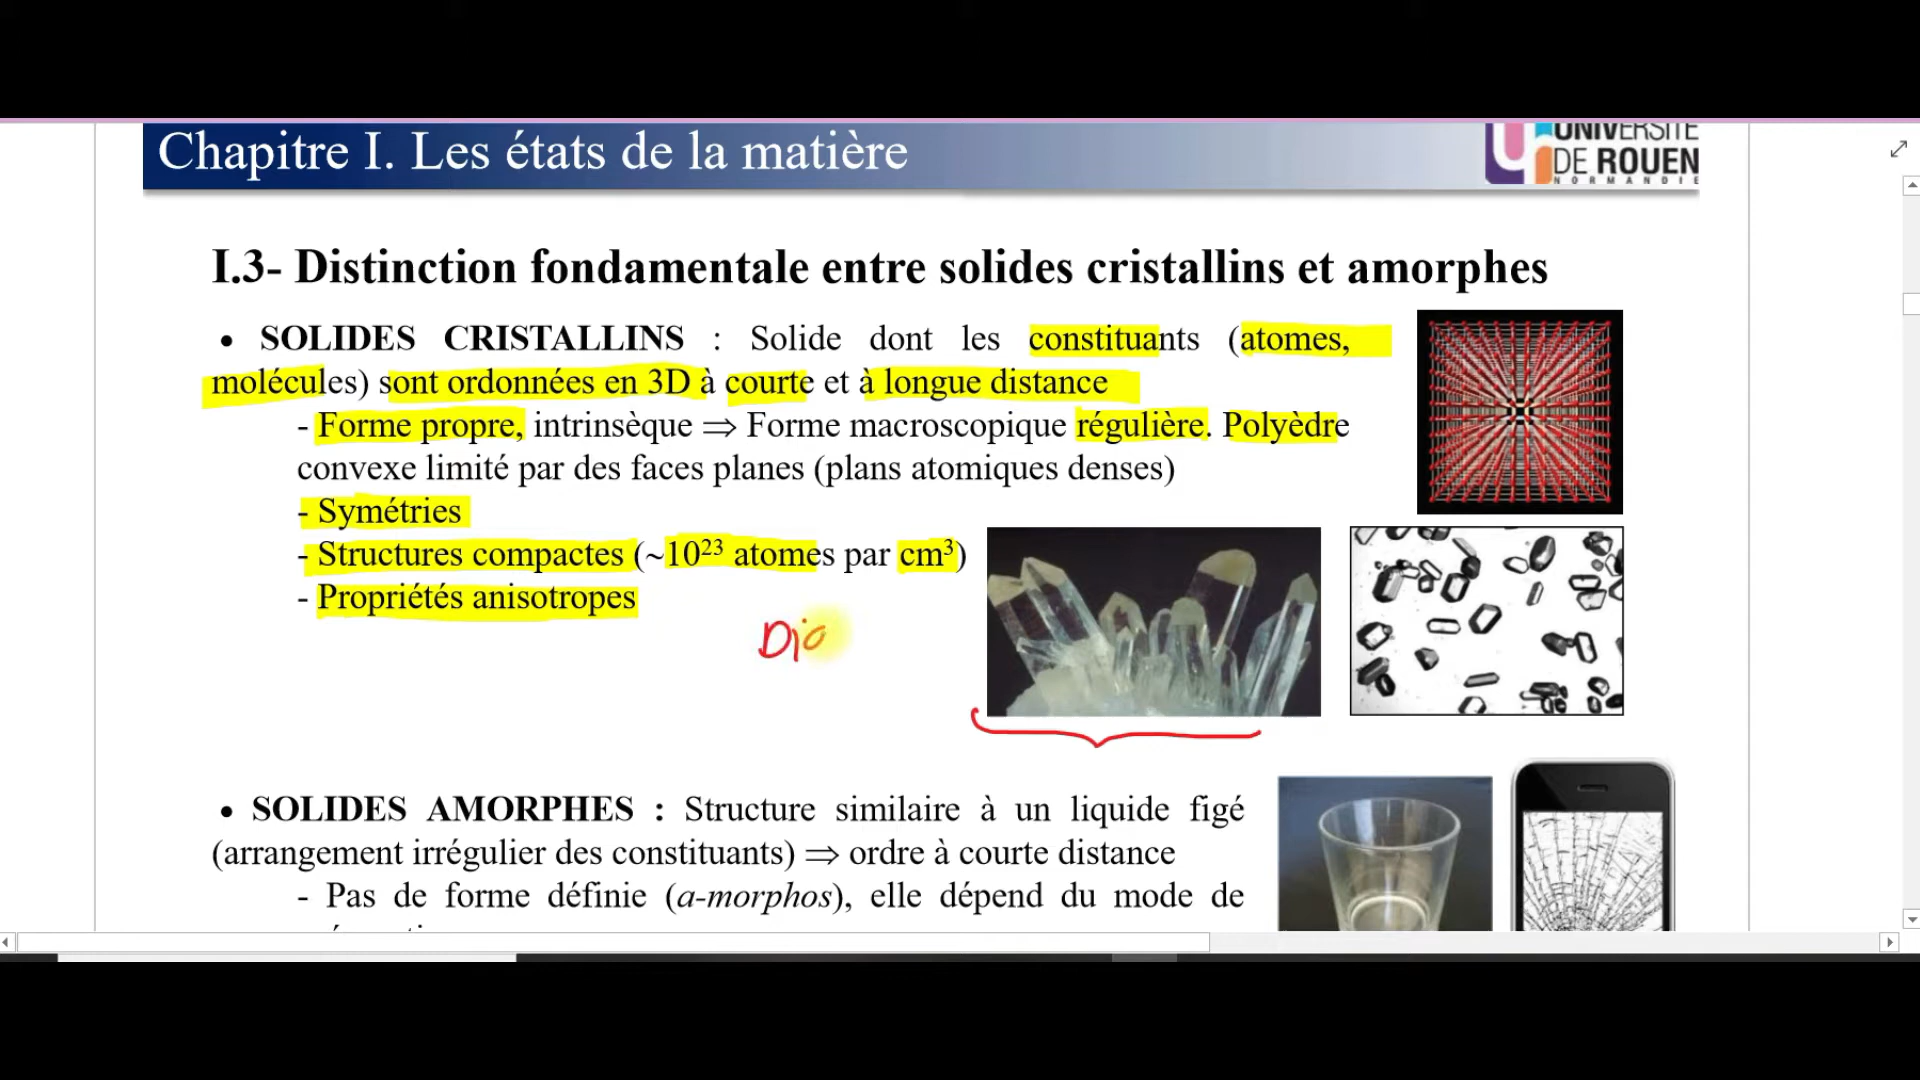 Chapitre I. Les états de la matière
UNIVERSITÉ
DE ROUEN
NORMANDIE
I.3- Distinction fondamentale entre solides cristallins et amorphes
• SOLIDES CRISTALLINS : Solide dont les constituants (atomes,
molécules) sont ordonnées en 3D à courte et à longue distance
- Forme propre, intrinsèque ⇒ Forme macroscopique régulière. Polyèdre
convexe limité par des faces planes (plans atomiques denses)
- Symétries
- Structures compactes (~10²³ atomes par cm³)
- Propriétés anisotropes
Dia
• SOLIDES AMORPHES : Structure similaire à un liquide figé
(arrangement irrégulier des constituants) ⇒ ordre à courte distance
- Pas de forme définie (a-morphos), elle dépend du mode de